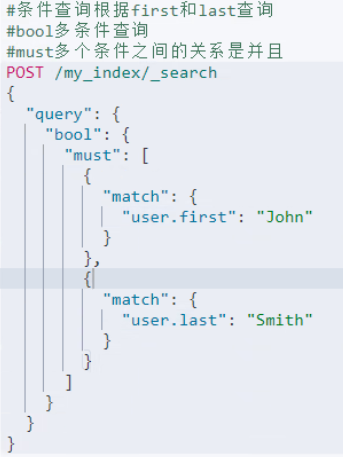 #条件查询根据first和last查询
#bool多条件查询
#must多个条件之间的关系是并且
POST /my_index/_search
{
  "query": {
    "bool": {
      "must": [
        {
          "match": {
            "user.first": "John"
          }
        },
        {
          "match": {
            "user.last": "Smith"
          }
        }
      ]
    }
  }
}